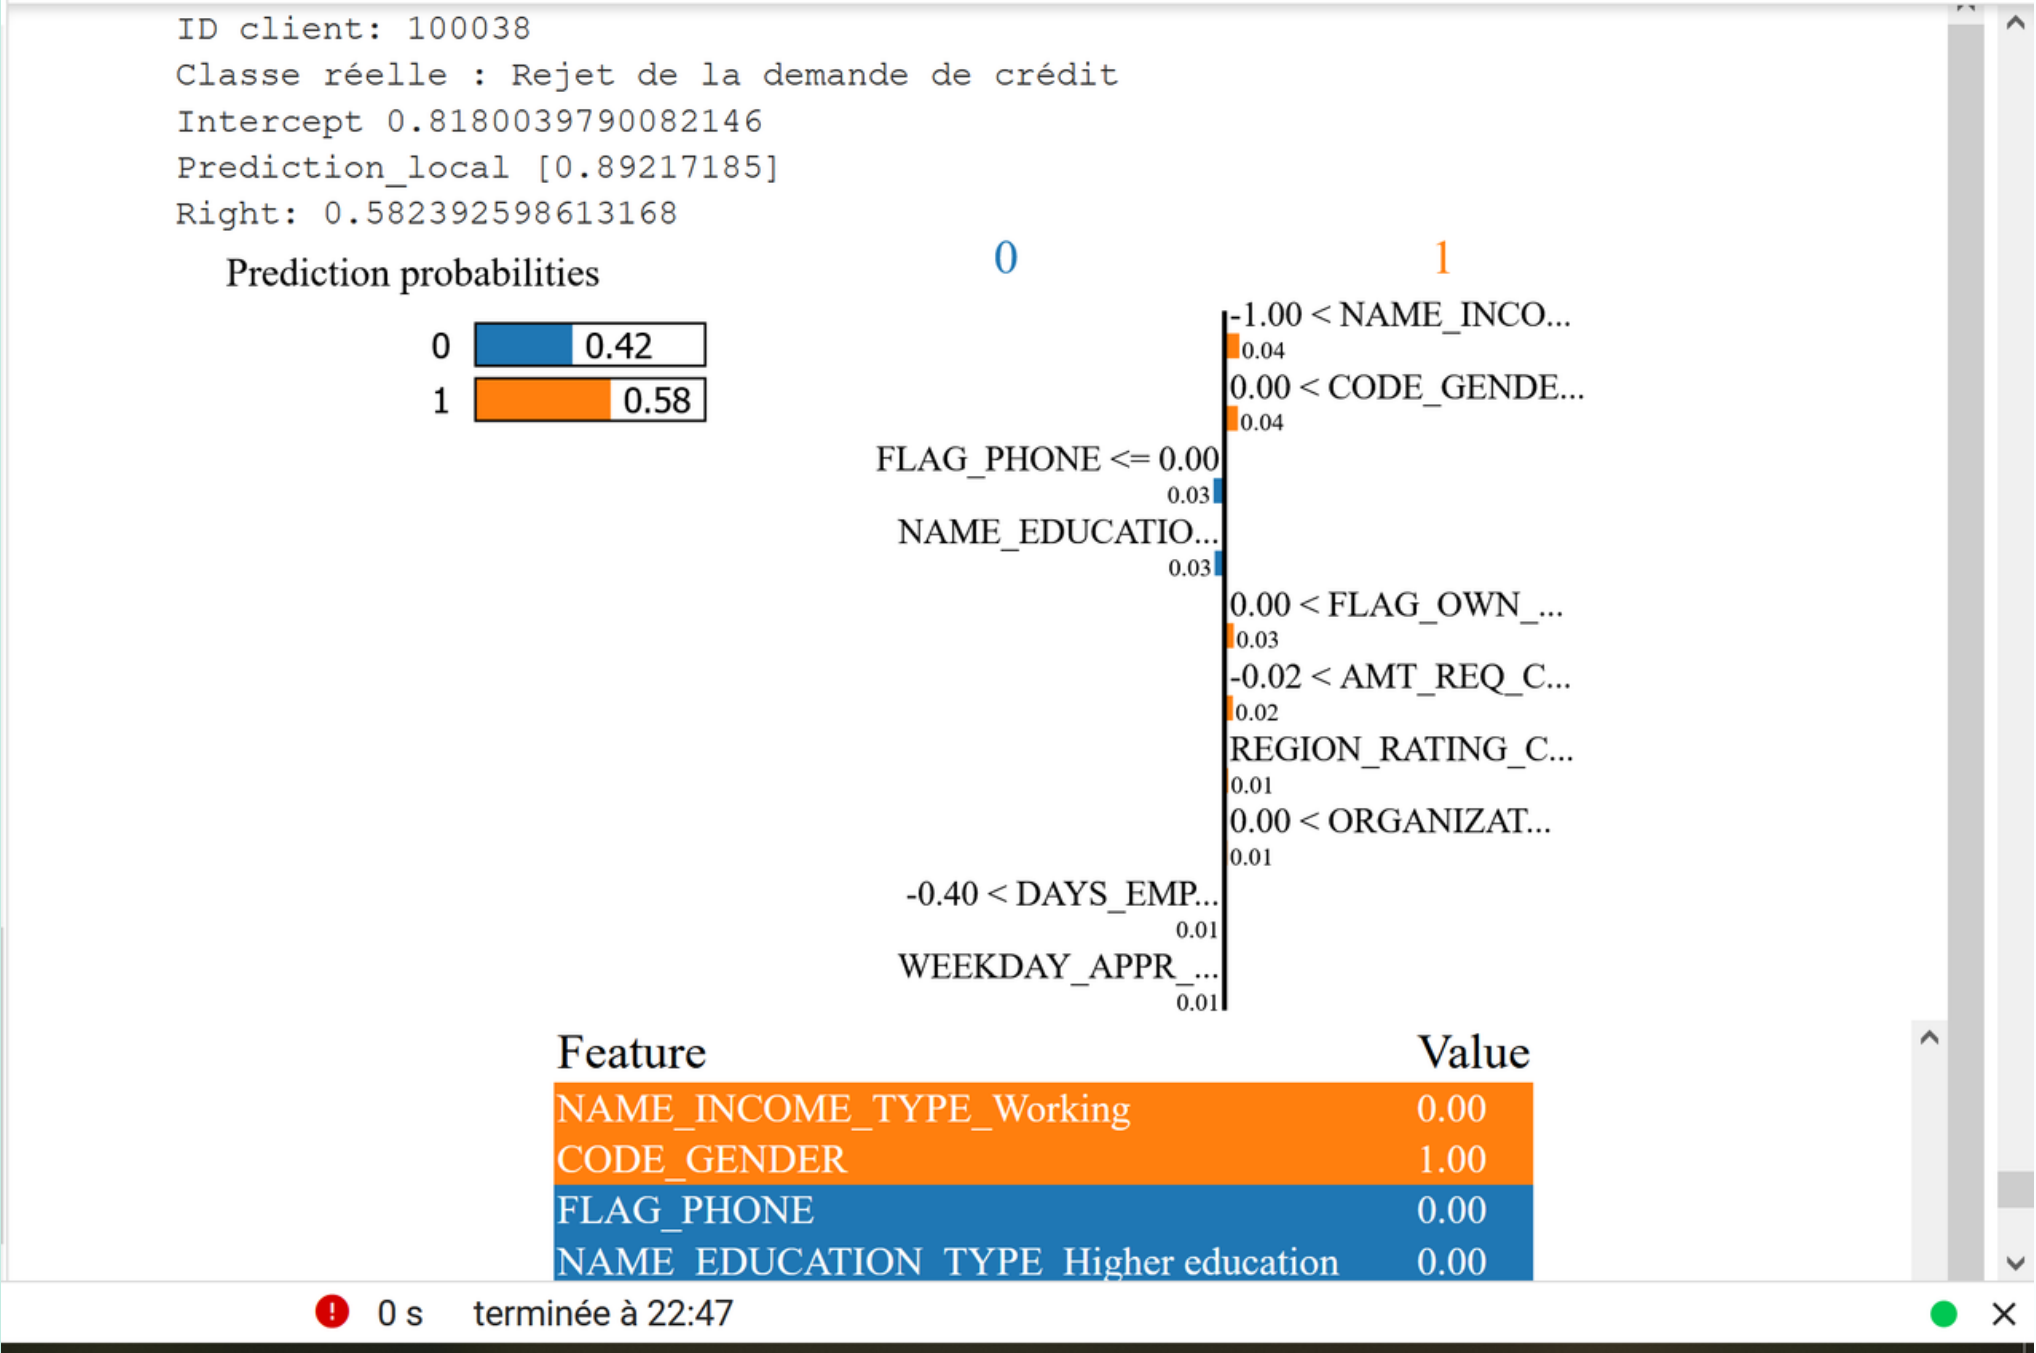 ID client: 100038
Classe réelle : Rejet de la demande de crédit
Intercept 0.8180039790082146
Prediction_local [0.89217185]
Right: 0.582392598613168
Prediction probabilities
0 0.42
1 0.58
0 1
-1.00 < NAME_INCO...
0.04
0.00 < CODE_GENDE...
0.04
FLAG_PHONE <= 0.00
0.03
NAME_EDUCATIO...
0.03
0.00 < FLAG_OWN_...
0.03
-0.02 < AMT_REQ_C...
0.02
REGION_RATING_C...
0.01
0.00 < ORGANIZAT...
0.01
-0.40 < DAYS_EMP...
0.01
WEEKDAY_APPR_...
0.01
Feature Value
NAME_INCOME_TYPE_Working 0.00
CODE_GENDER 1.00
FLAG_PHONE 0.00
NAME_EDUCATION_TYPE_Higher education 0.00
0 s terminée à 22:47